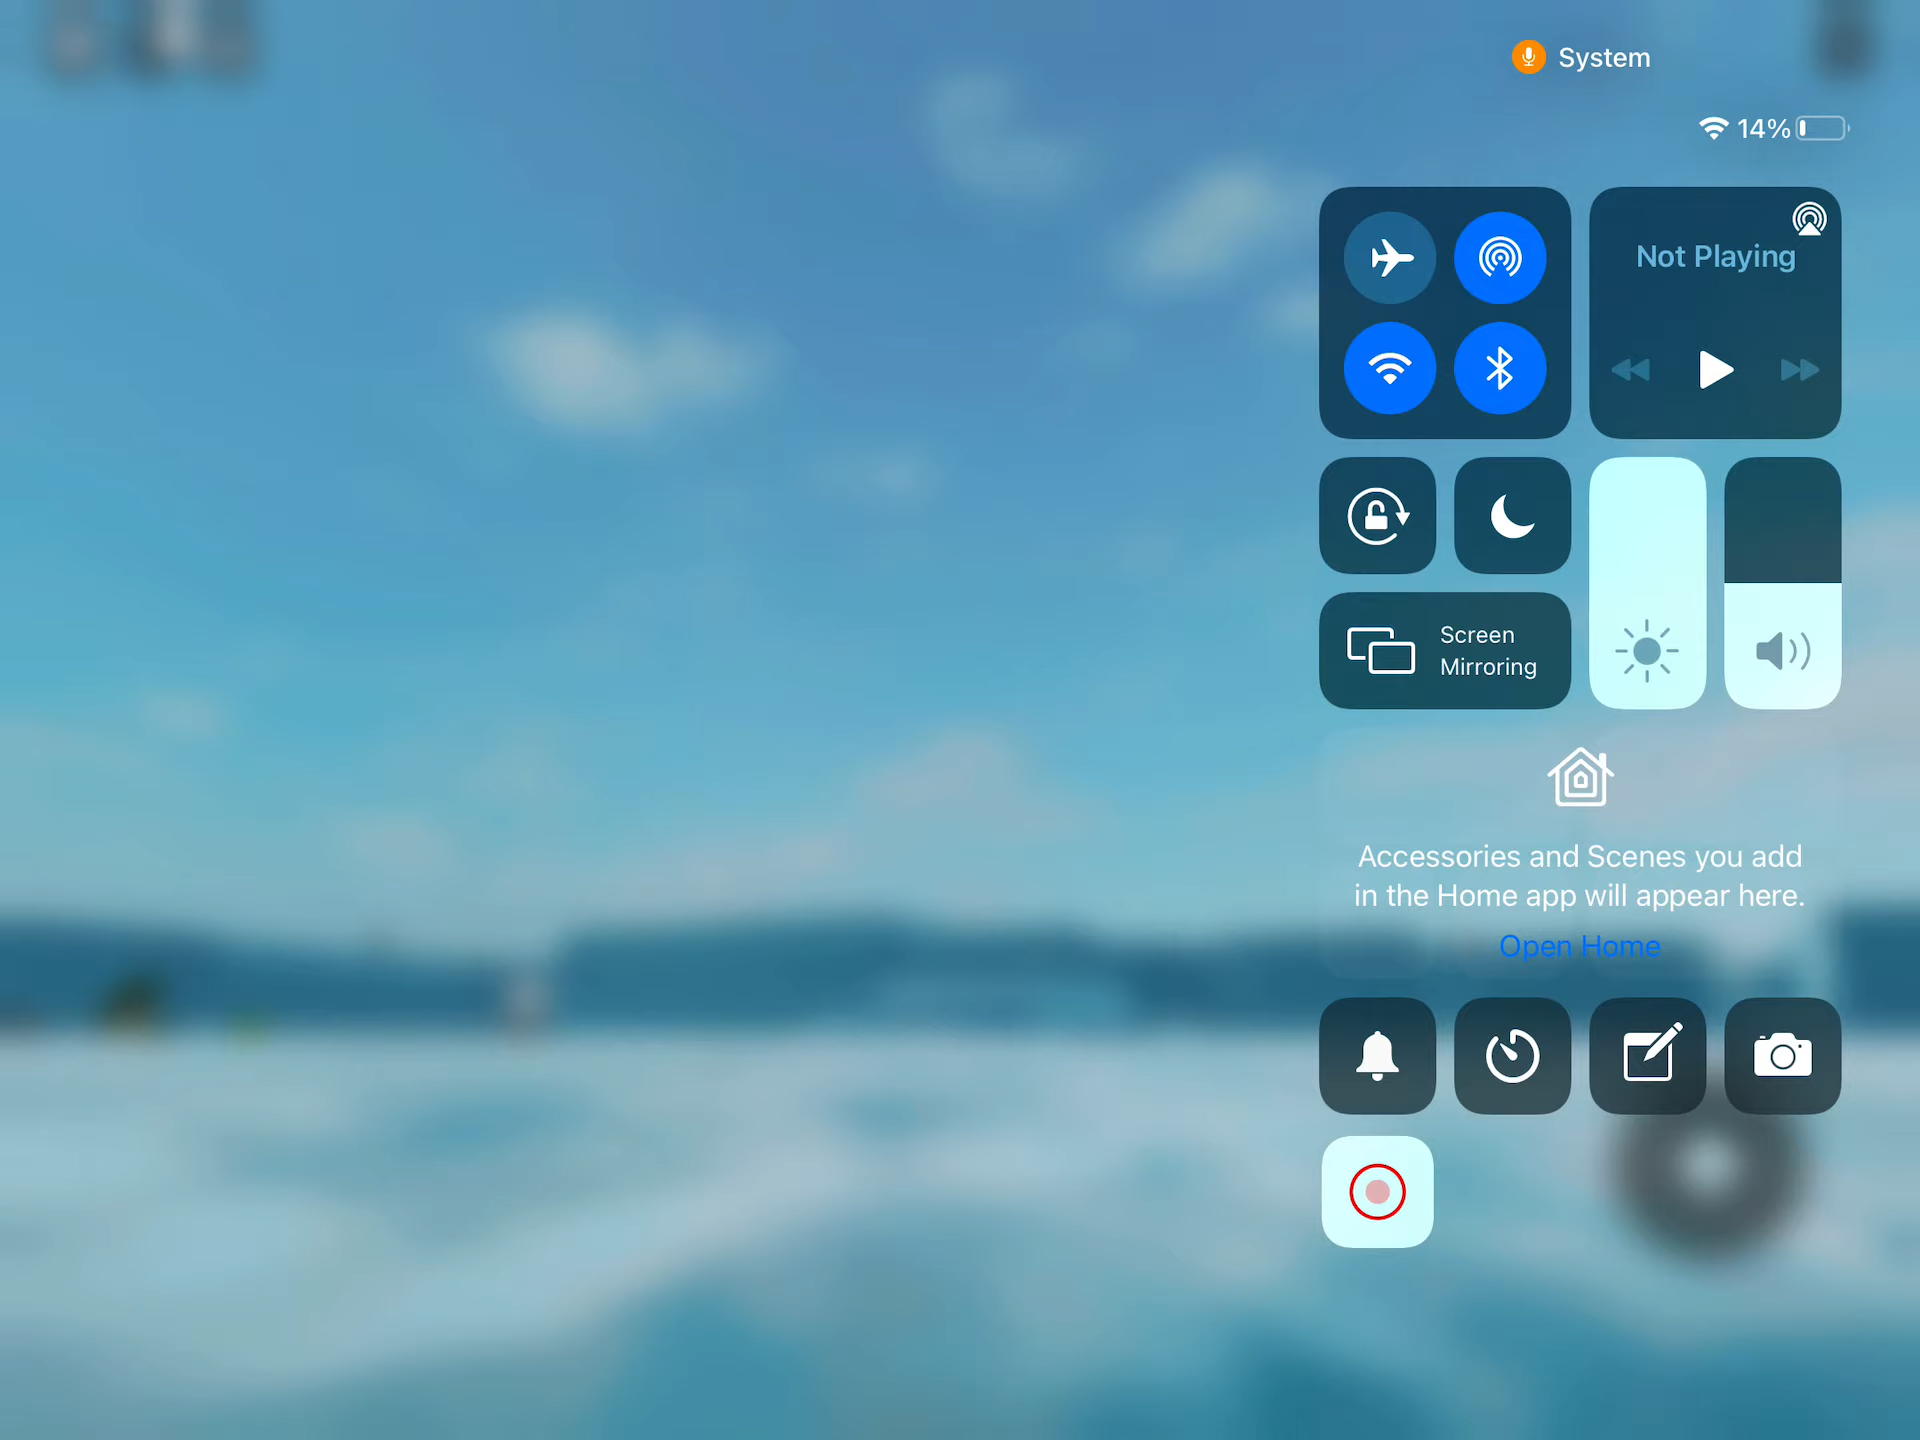 System
14%
Not Playing
Screen
Mirroring
Accessories and Scenes you add
in the Home app will appear here.
Open Home